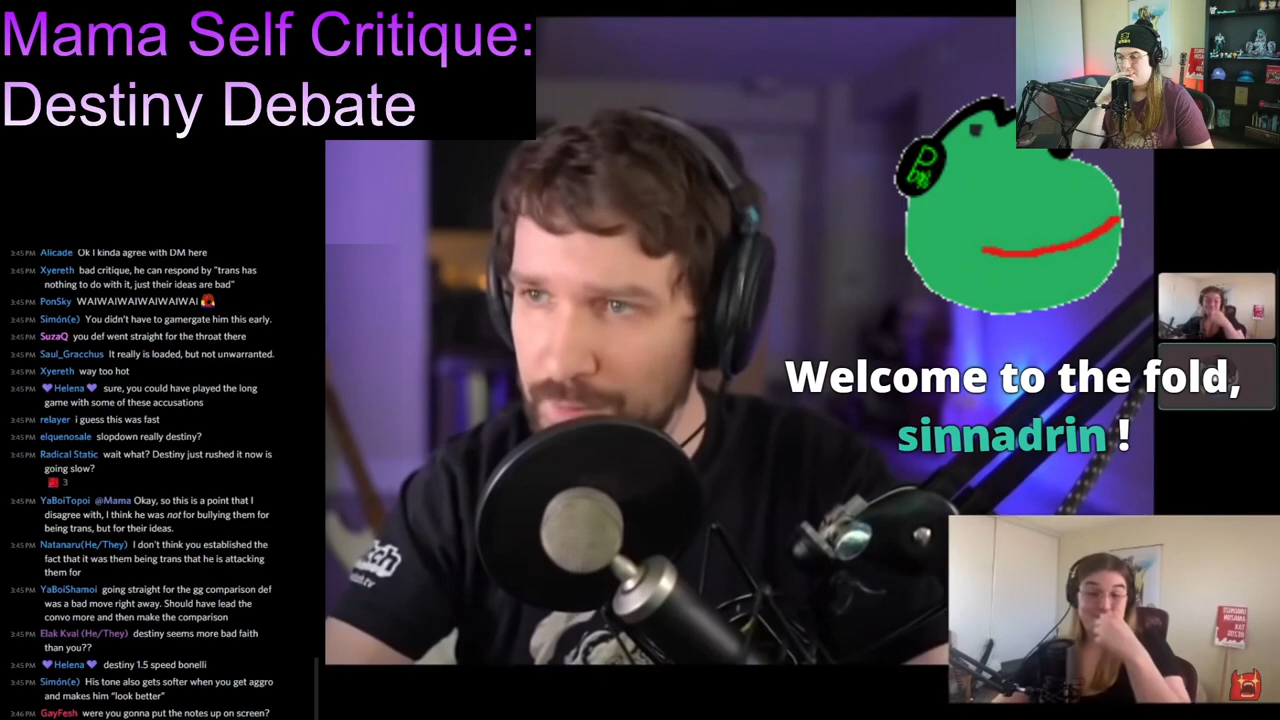 Mama Self Critique:
Destiny Debate
3:45 PM Alicade Ok I kinda agree with DM here
3:45 PM Xyereth bad critique, he can respond by "trans has
nothing to do with it, just their ideas are bad"
3:45 PM PonSky WAIWAIWAIWAIWAIWAI
3:45 PM Simón(e) You didn't have to gamergate him this early.
3:45 PM SuzaQ you def went straight for the throat there
3:45 PM Saul_Gracchus It really is loaded, but not unwarranted.
3:45 PM Xyereth way too hot
3:45 PM 💜Helena💜 sure, you could have played the long
game with some of these accusations
3:45 PM relayer i guess this was fast
3:45 PM elquenosale slopdown really destiny?
3:45 PM Radical Static wait what? Destiny just rushed it now is
going slow?
3
3:45 PM YaBoiTopoi @Mama Okay, so this is a point that I
disagree with, I think he was not for bullying them for
being trans, but for their ideas.
3:45 PM Natanaru(He/They) I don't think you established the
fact that it was them being trans that he is attacking
them for
3:45 PM YaBoiShamoi going straight for the gg comparison def
was a bad move right away. Should have lead the
convo more and then make the comparison
3:45 PM Elak Kval (He/They) destiny seems more bad faith
than you??
3:45 PM 💜Helena💜 destiny 1.5 speed bonelli
3:45 PM Simón(e) His tone also gets softer when you get aggro
and makes him "look better"
3:46 PM GayFesh were you gonna put the notes up on screen?
Welcome to the fold,
sinnadrin !